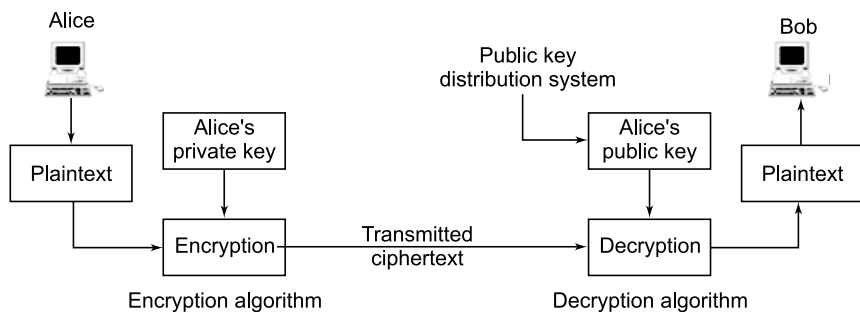 Alice
Bob
Public key
distribution system
Alice's
private key
Alice's
public key
Plaintext
Plaintext
Encryption
Transmitted
ciphertext
Decryption
Encryption algorithm
Decryption algorithm